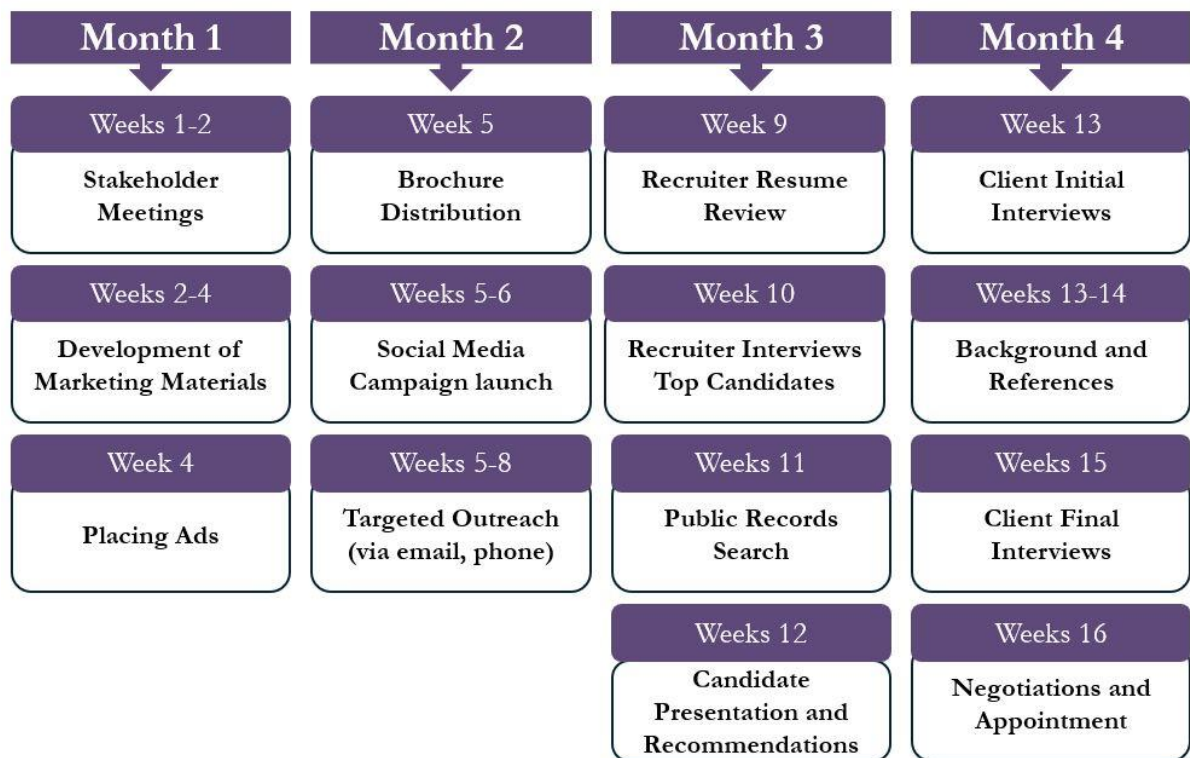 Month 1
Weeks 1-2
Stakeholder
Meetings
Weeks 2-4
Development of
Marketing Materials
Week 4
Placing Ads
Month 2
Week 5
Brochure
Distribution
Weeks 5-6
Social Media
Campaign launch
Weeks 5-8
Targeted Outreach
(via email, phone)
Month 3
Week 9
Recruiter Resume
Review
Week 10
Recruiter Interviews
Top Candidates
Weeks 11
Public Records
Search
Weeks 12
Candidate
Presentation and
Recommendations
Month 4
Week 13
Client Initial
Interviews
Weeks 13-14
Background and
References
Weeks 15
Client Final
Interviews
Weeks 16
Negotiations and
Appointment